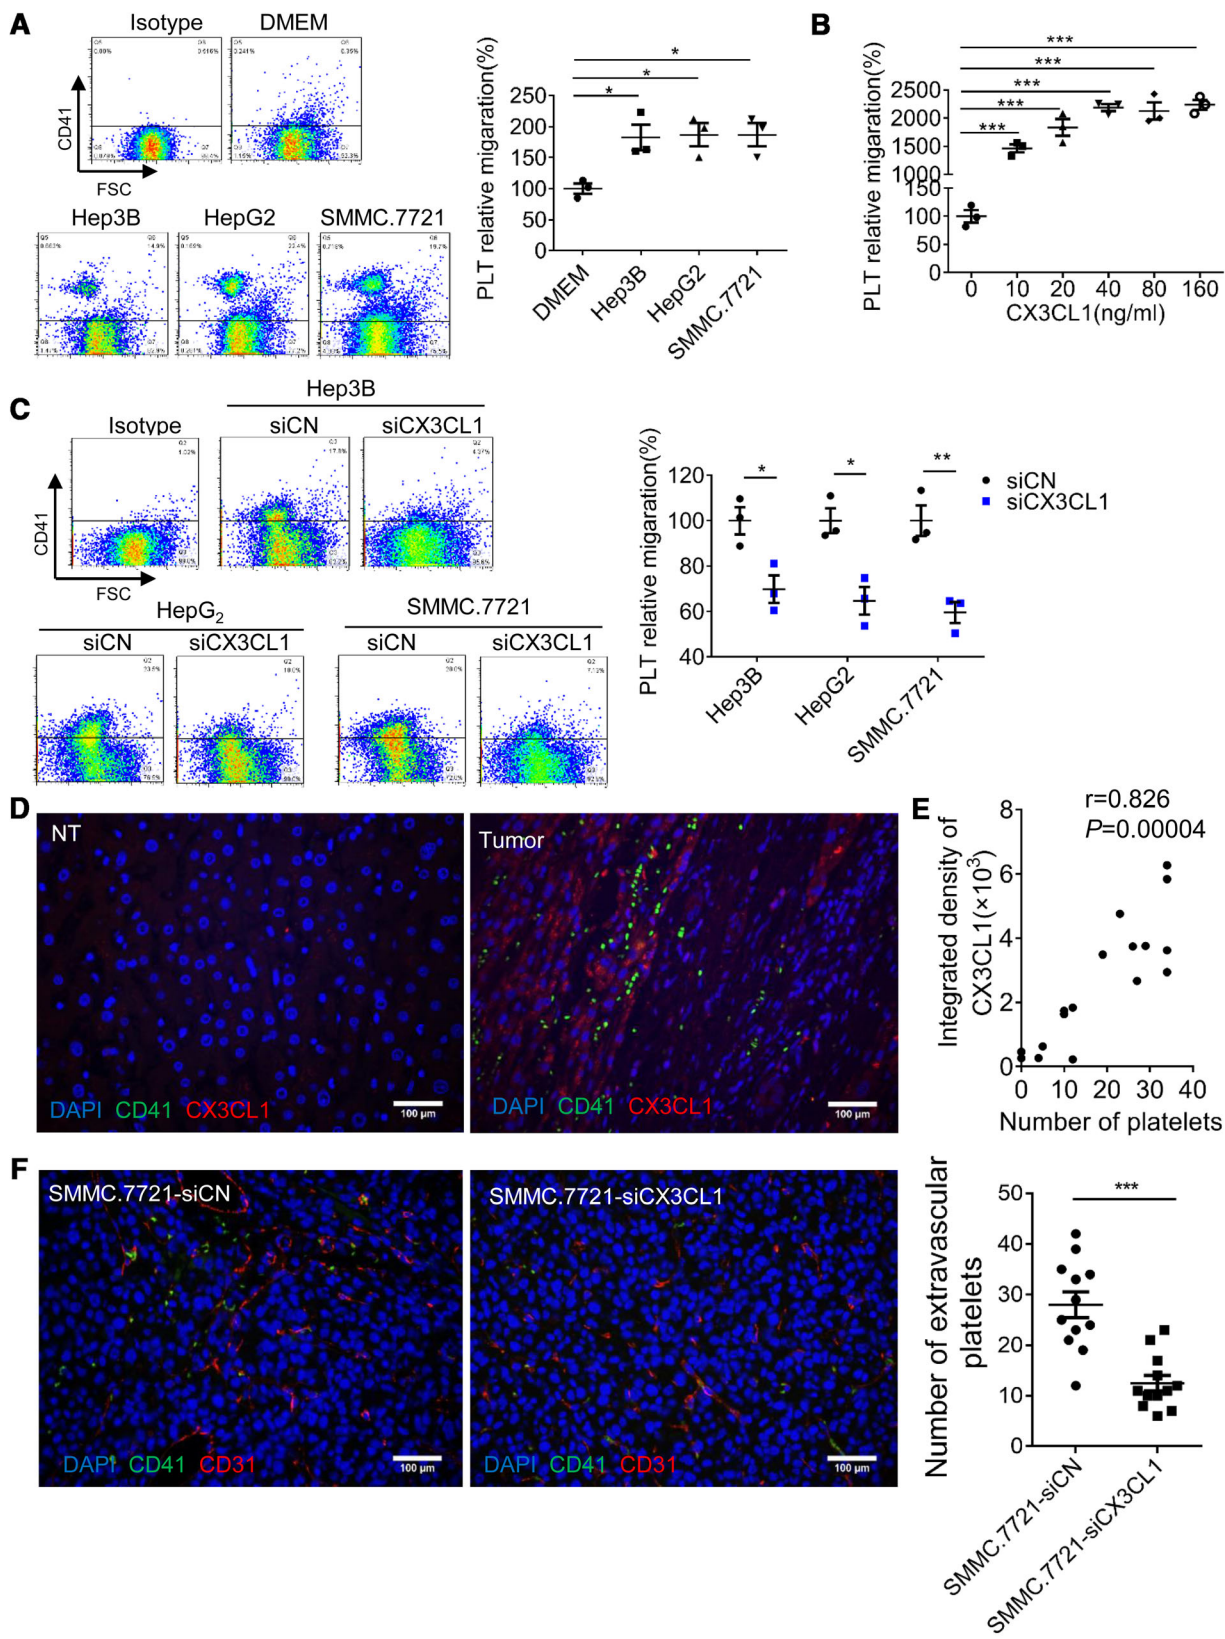 A
Isotype
DMEM
CD41
FSC
Hep3B
HepG2
SMMC.7721
PLT relative migaration(%)
250
200
150
100
50
0
*
*
*
DMEM
Hep3B
HepG2
SMMC.7721
B
PLT relative migaration(%)
2500
2000
1500
1000
150
100
50
0
***
***
***
***
***
0 10 20 40 80 160
CX3CL1(ng/ml)
C
Hep3B
Isotype
siCN
siCX3CL1
CD41
FSC
HepG2
SMMC.7721
siCN
siCX3CL1
siCN
siCX3CL1
PLT relative migaration(%)
120
100
80
60
40
*
*
**
siCN
siCX3CL1
Hep3B
HepG2
SMMC.7721
D
NT
DAPI CD41 CX3CL1
100 µm
Tumor
DAPI CD41 CX3CL1
100 µm
E
r=0.826
P=0.00004
Integrated density of
CX3CL1(×10³)
8
6
4
2
0
0 10 20 30 40
Number of platelets
F
SMMC.7721-siCN
DAPI CD41 CD31
100 µm
SMMC.7721-siCX3CL1
DAPI CD41 CD31
100 µm
Number of extravascular
platelets
50
40
30
20
10
0
***
SMMC.7721-siCN
SMMC.7721-siCX3CL1